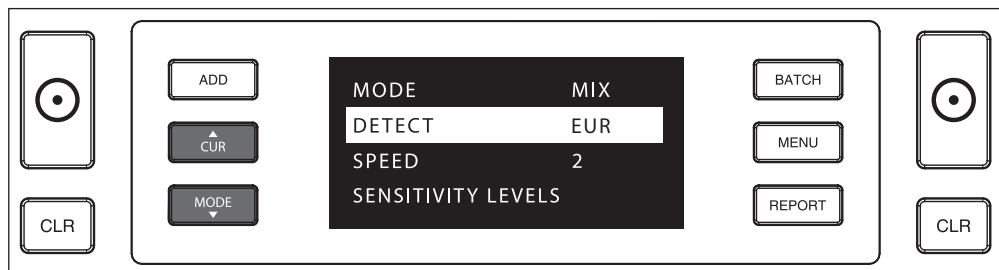 ADD
▲
CUR
MODE
▼
MODE MIX
DETECT EUR
SPEED 2
SENSITIVITY LEVELS
BATCH
MENU
REPORT
CLR
CLR